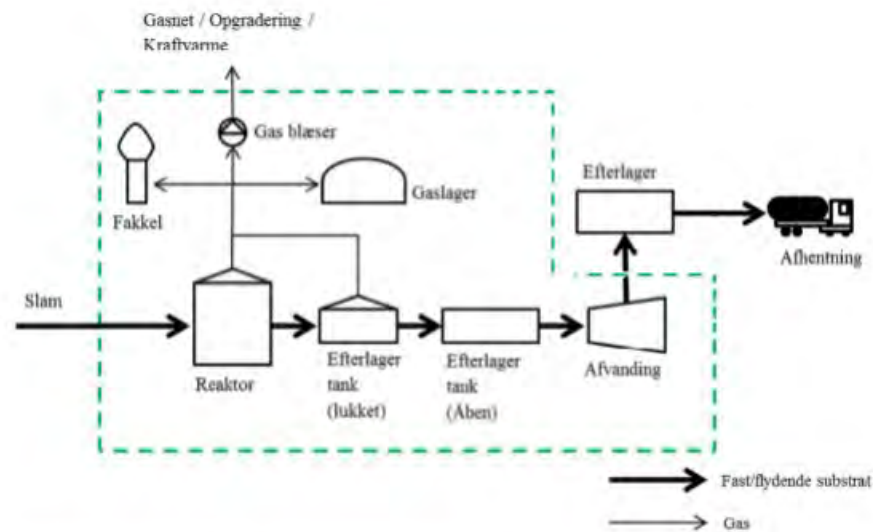 Gasnet / Opgradering /
Kraftvarme
Gas blæser
Gaslager
Fakkel
Efterlager
Afhentning
Slam
Reaktor
Efterlager
tank
(lukket)
Efterlager
tank
(Åben)
Afvanding
Fast/flydende substrat
Gas